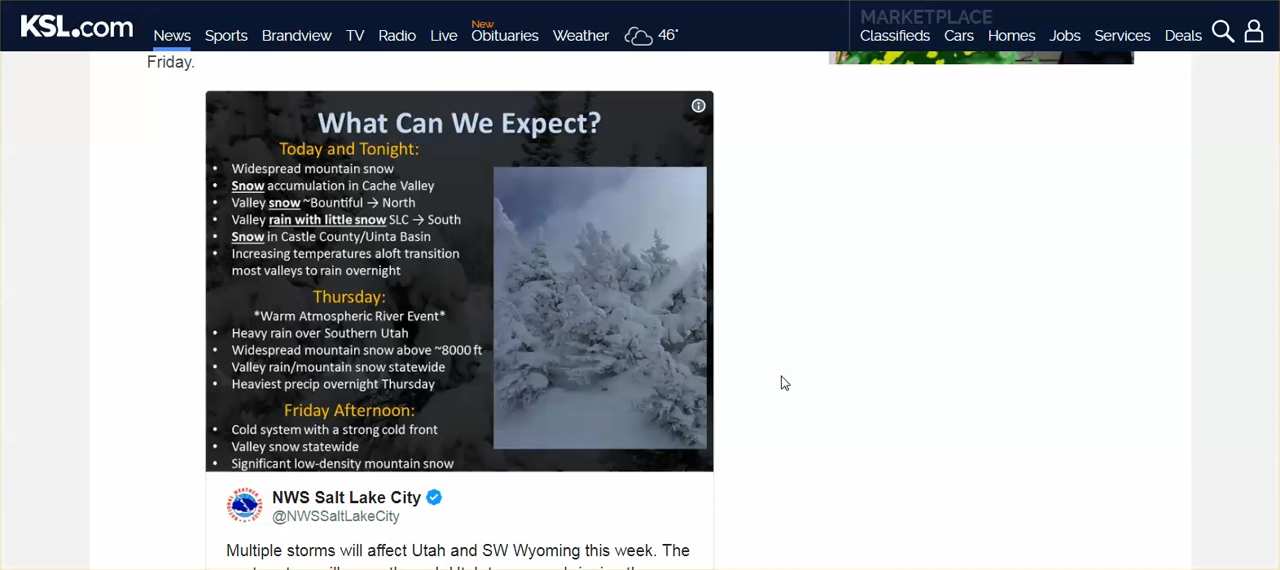 KSL.com
News
Sports
Brandview
TV
Radio
Live
New
Obituaries
Weather
46°
MARKETPLACE
Classifieds
Cars
Homes
Jobs
Services
Deals
Friday.
What Can We Expect?
Today and Tonight:
• Widespread mountain snow
• Snow accumulation in Cache Valley
• Valley snow ~Bountiful → North
• Valley rain with little snow SLC → South
• Snow in Castle County/Uinta Basin
• Increasing temperatures aloft transition
most valleys to rain overnight
Thursday:
*Warm Atmospheric River Event*
• Heavy rain over Southern Utah
• Widespread mountain snow above ~8000 ft
• Valley rain/mountain snow statewide
• Heaviest precip overnight Thursday
Friday Afternoon:
• Cold system with a strong cold front
• Valley snow statewide
• Significant low-density mountain snow
NWS Salt Lake City
@NWSSaltLakeCity
Multiple storms will affect Utah and SW Wyoming this week. The